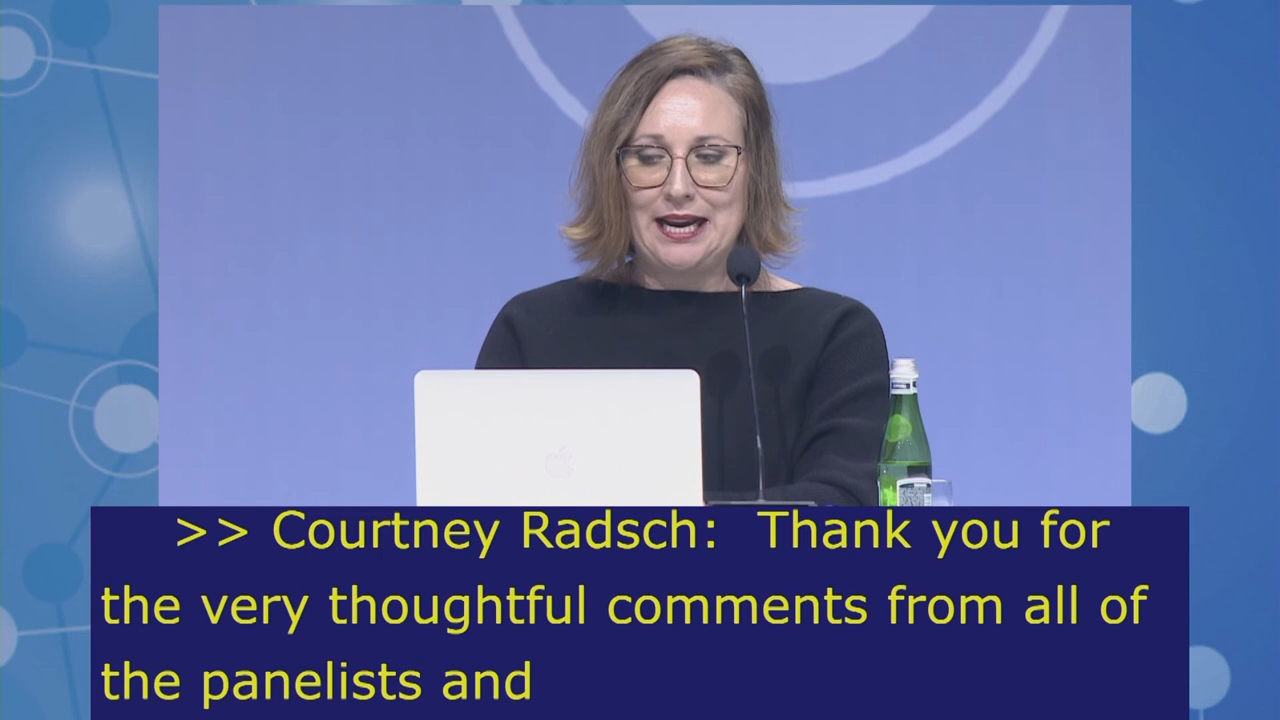 >> Courtney Radsch:  Thank you for
the very thoughtful comments from all of
the panelists and